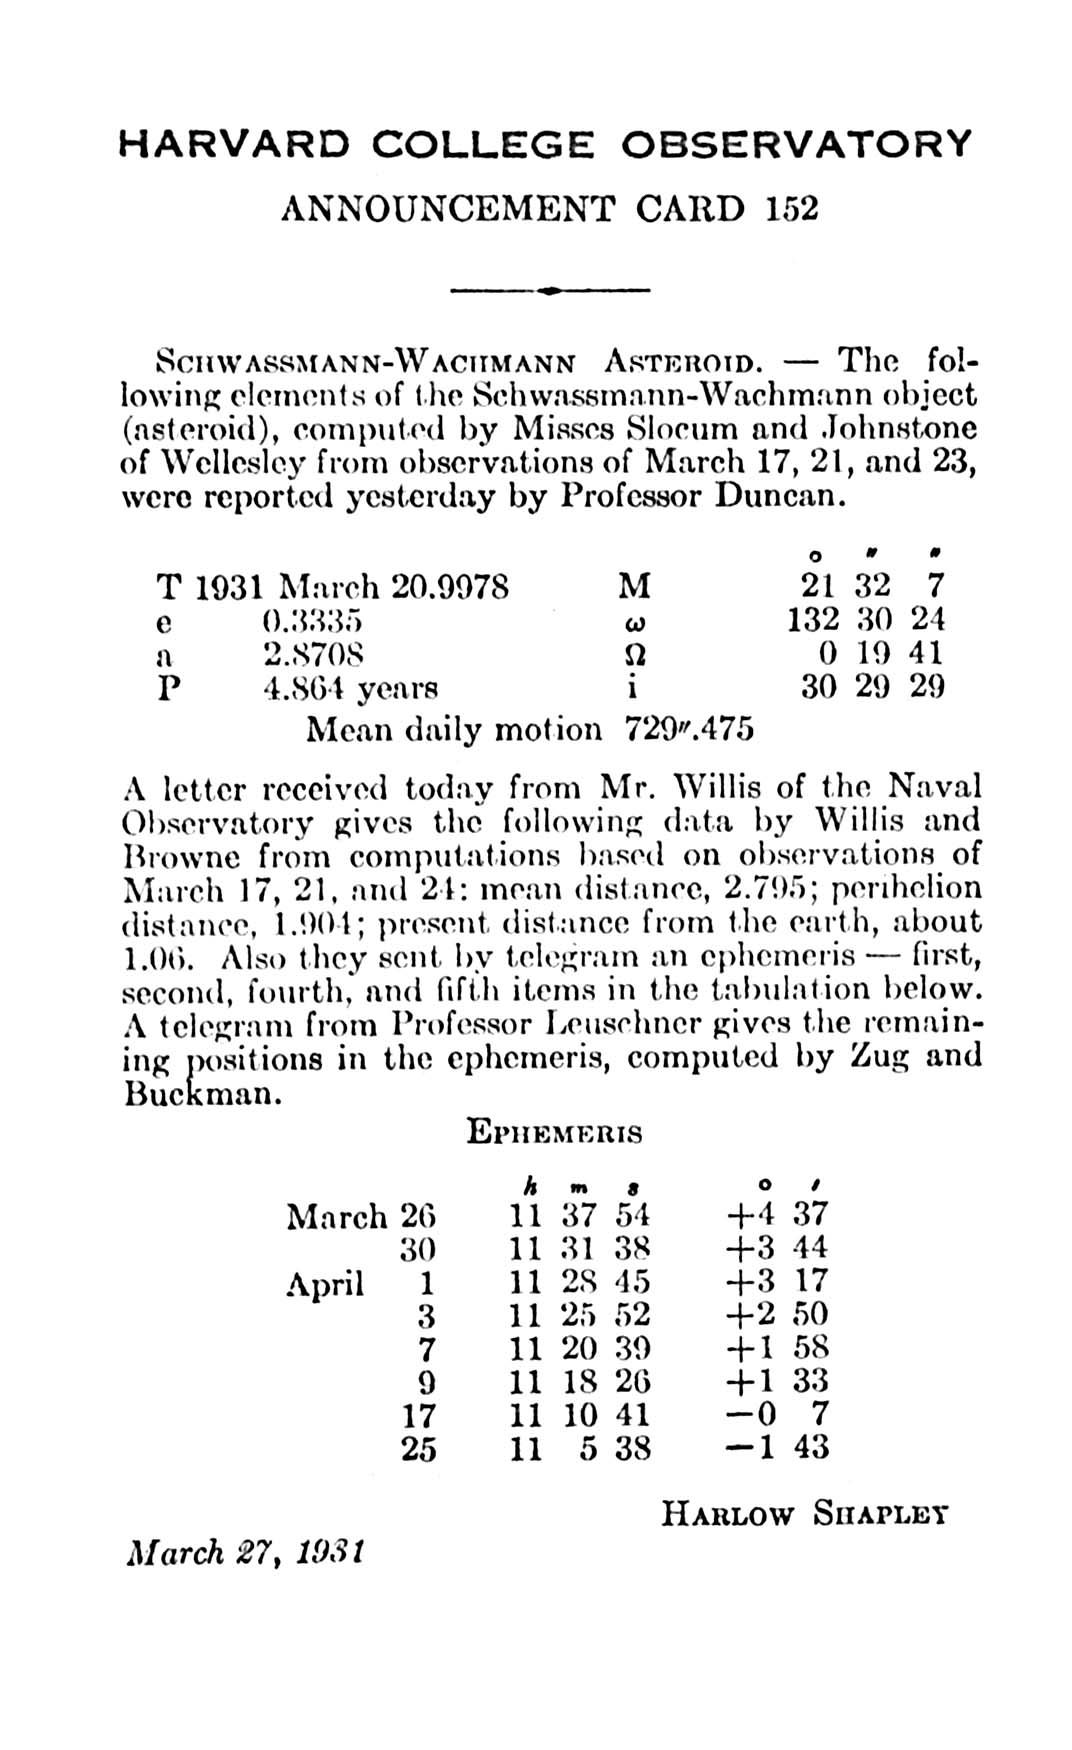 HARVARD COLLEGE OBSERVATORY
ANNOUNCEMENT CARD 152
SCHWASSMANN-WACHMANN ASTEROID. — The fol-
lowing elements of the Schwassmann-Wachmann object
(asteroid), computed by Misses Slocum and Johnstone
of Wellesley from observations of March 17, 21, and 23,
were reported yesterday by Professor Duncan.
o " "
T 1931 March 20.9978 M 21 32 7
e 0.3335 ω 132 30 24
a 2.8708 Ω 0 19 41
P 4.864 years i 30 29 29
Mean daily motion 729".475
A letter received today from Mr. Willis of the Naval
Observatory gives the following data by Willis and
Browne from computations based on observations of
March 17, 21, and 24: mean distance, 2.795; perihelion
distance, 1.904; present distance from the earth, about
1.06. Also they sent by telegram an ephemeris — first,
second, fourth, and fifth items in the tabulation below.
A telegram from Professor Leuschner gives the remain-
ing positions in the ephemeris, computed by Zug and
Buckman.
EPHEMERIS
h m s o '
March 26 11 37 54 +4 37
30 11 31 38 +3 44
April 1 11 28 45 +3 17
3 11 25 52 +2 50
7 11 20 39 +1 58
9 11 18 26 +1 33
17 11 10 41 −0 7
25 11 5 38 −1 43
HARLOW SHAPLEY
March 27, 1931